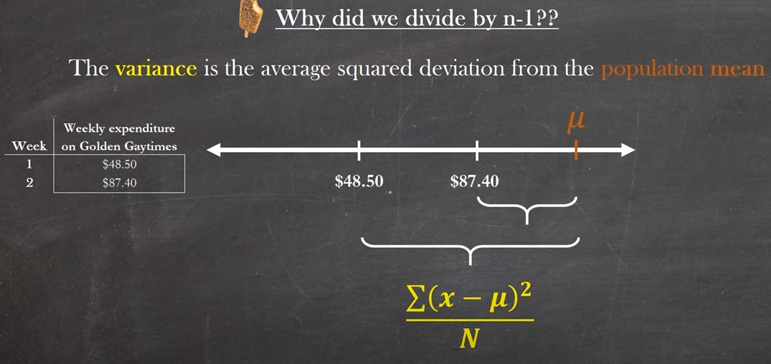 Why did we divide by n-1??
The variance is the average squared deviation from the population mean
μ
Weekly expenditure
Week on Golden Gaytimes
1 $48.50
2 $87.40
$48.50 $87.40
∑(x − μ)²
N